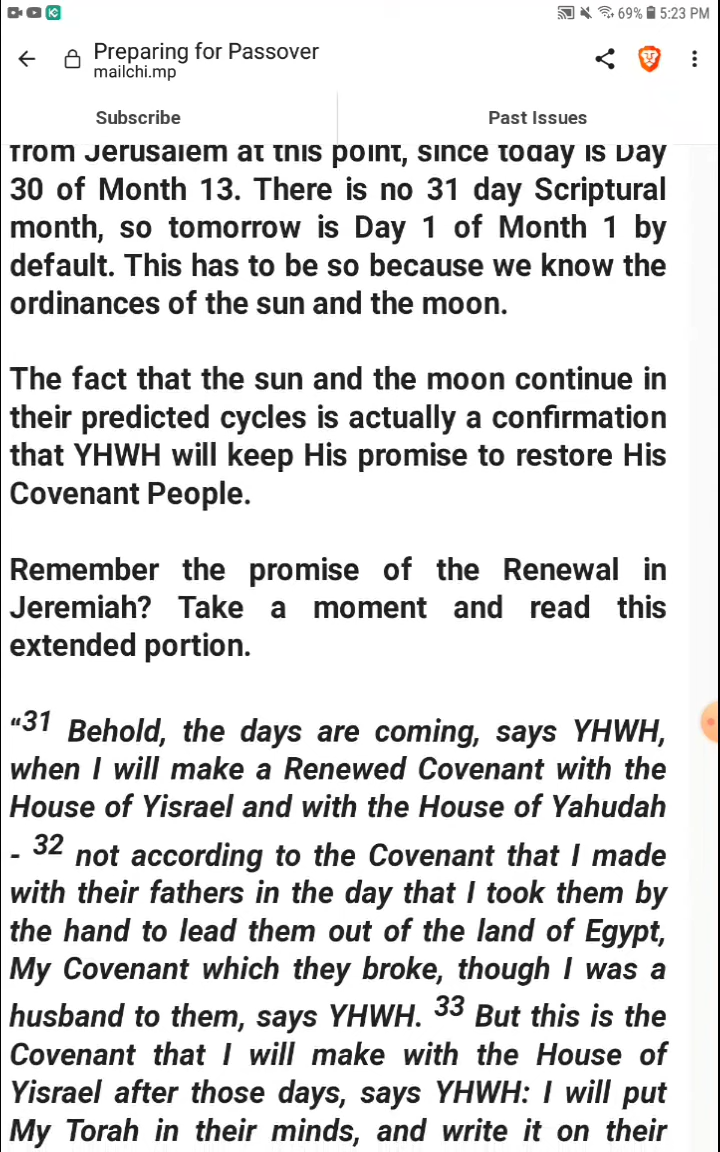 69% 5:23 PM
Preparing for Passover
mailchi.mp
Subscribe Past Issues
from Jerusalem at this point, since today is Day
30 of Month 13. There is no 31 day Scriptural
month, so tomorrow is Day 1 of Month 1 by
default. This has to be so because we know the
ordinances of the sun and the moon.
The fact that the sun and the moon continue in
their predicted cycles is actually a confirmation
that YHWH will keep His promise to restore His
Covenant People.
Remember the promise of the Renewal in
Jeremiah? Take a moment and read this
extended portion.
“31 Behold, the days are coming, says YHWH,
when I will make a Renewed Covenant with the
House of Yisrael and with the House of Yahudah
- 32 not according to the Covenant that I made
with their fathers in the day that I took them by
the hand to lead them out of the land of Egypt,
My Covenant which they broke, though I was a
husband to them, says YHWH. 33 But this is the
Covenant that I will make with the House of
Yisrael after those days, says YHWH: I will put
My Torah in their minds, and write it on their